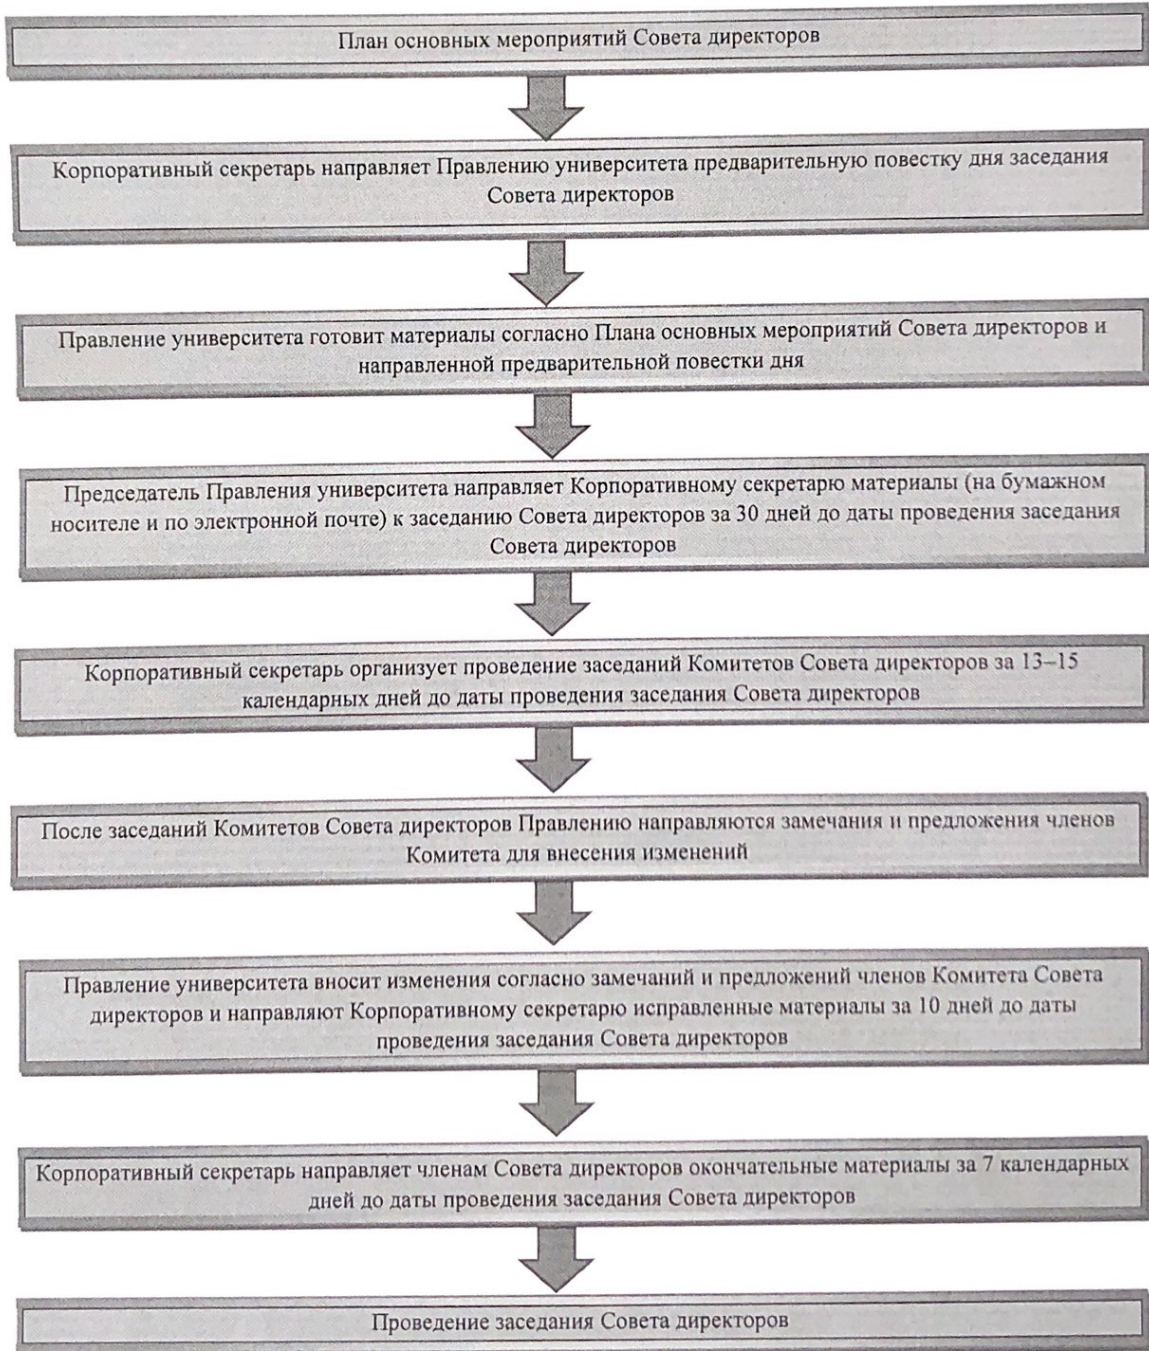 План основных мероприятий Совета директоров
Корпоративный секретарь направляет Правлению университета предварительную повестку дня заседания
Совета директоров
Правление университета готовит материалы согласно Плана основных мероприятий Совета директоров и
направленной предварительной повестки дня
Председатель Правления университета направляет Корпоративному секретарю материалы (на бумажном
носителе и по электронной почте) к заседанию Совета директоров за 30 дней до даты проведения заседания
Совета директоров
Корпоративный секретарь организует проведение заседаний Комитетов Совета директоров за 13–15
календарных дней до даты проведения заседания Совета директоров
После заседаний Комитетов Совета директоров Правлению направляются замечания и предложения членов
Комитета для внесения изменений
Правление университета вносит изменения согласно замечаний и предложений членов Комитета Совета
директоров и направляют Корпоративному секретарю исправленные материалы за 10 дней до даты
проведения заседания Совета директоров
Корпоративный секретарь направляет членам Совета директоров окончательные материалы за 7 календарных
дней до даты проведения заседания Совета директоров
Проведение заседания Совета директоров